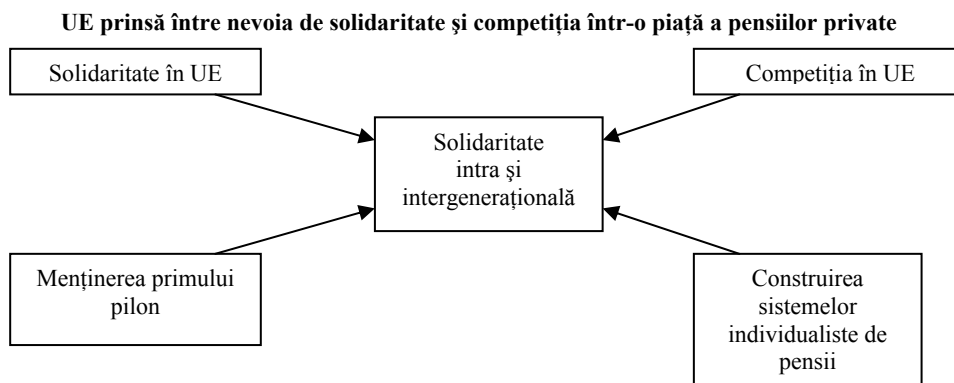 UE prinsă între nevoia de solidaritate şi competiția într-o piață a pensiilor private
Solidaritate în UE
Competiția în UE
Solidaritate
intra şi
intergenerațională
Menținerea primului
pilon
Construirea
sistemelor
individualiste de
pensii